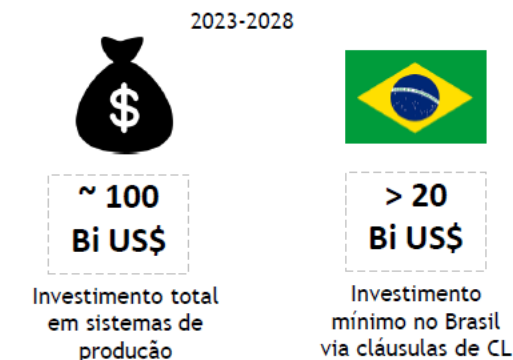 2023-2028
$
~ 100
Bi US$
> 20
Bi US$
Investimento total
em sistemas de
produção
Investimento
mínimo no Brasil
via cláusulas de CL